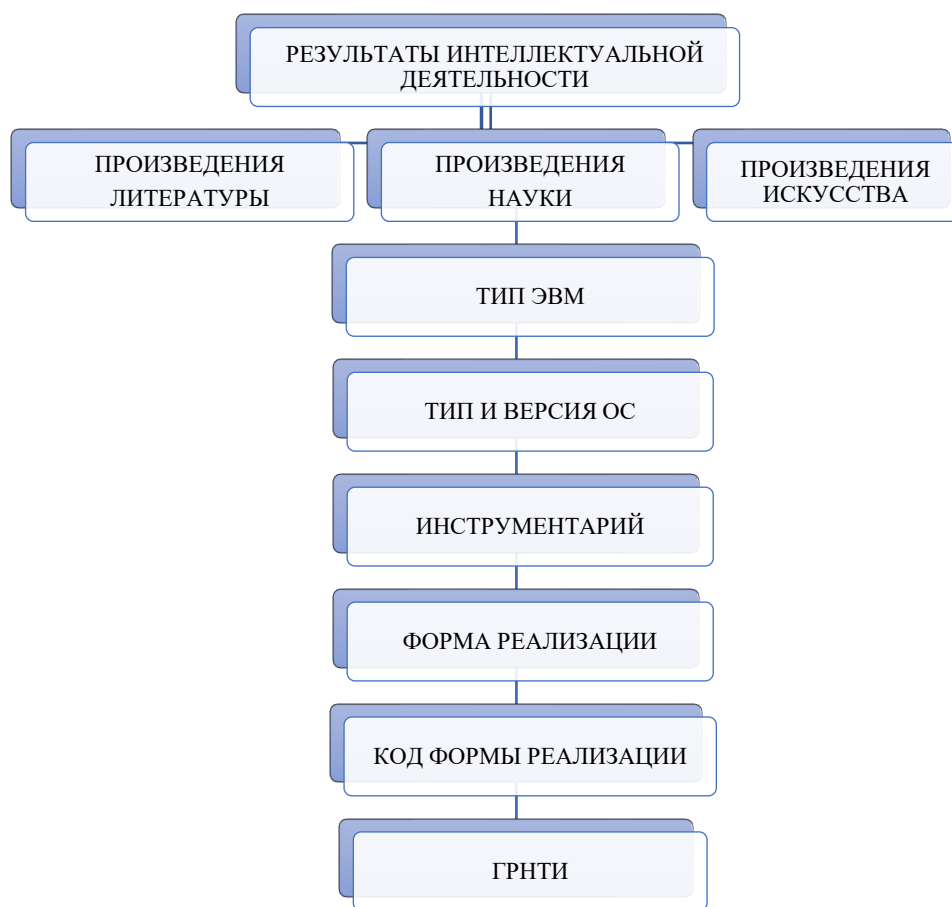 РЕЗУЛЬТАТЫ ИНТЕЛЛЕКТУАЛЬНОЙ
ДЕЯТЕЛЬНОСТИ
ПРОИЗВЕДЕНИЯ
ЛИТЕРАТУРЫ
ПРОИЗВЕДЕНИЯ
НАУКИ
ПРОИЗВЕДЕНИЯ
ИСКУССТВА
ТИП ЭВМ
ТИП И ВЕРСИЯ ОС
ИНСТРУМЕНТАРИЙ
ФОРМА РЕАЛИЗАЦИИ
КОД ФОРМЫ РЕАЛИЗАЦИИ
ГРНТИ